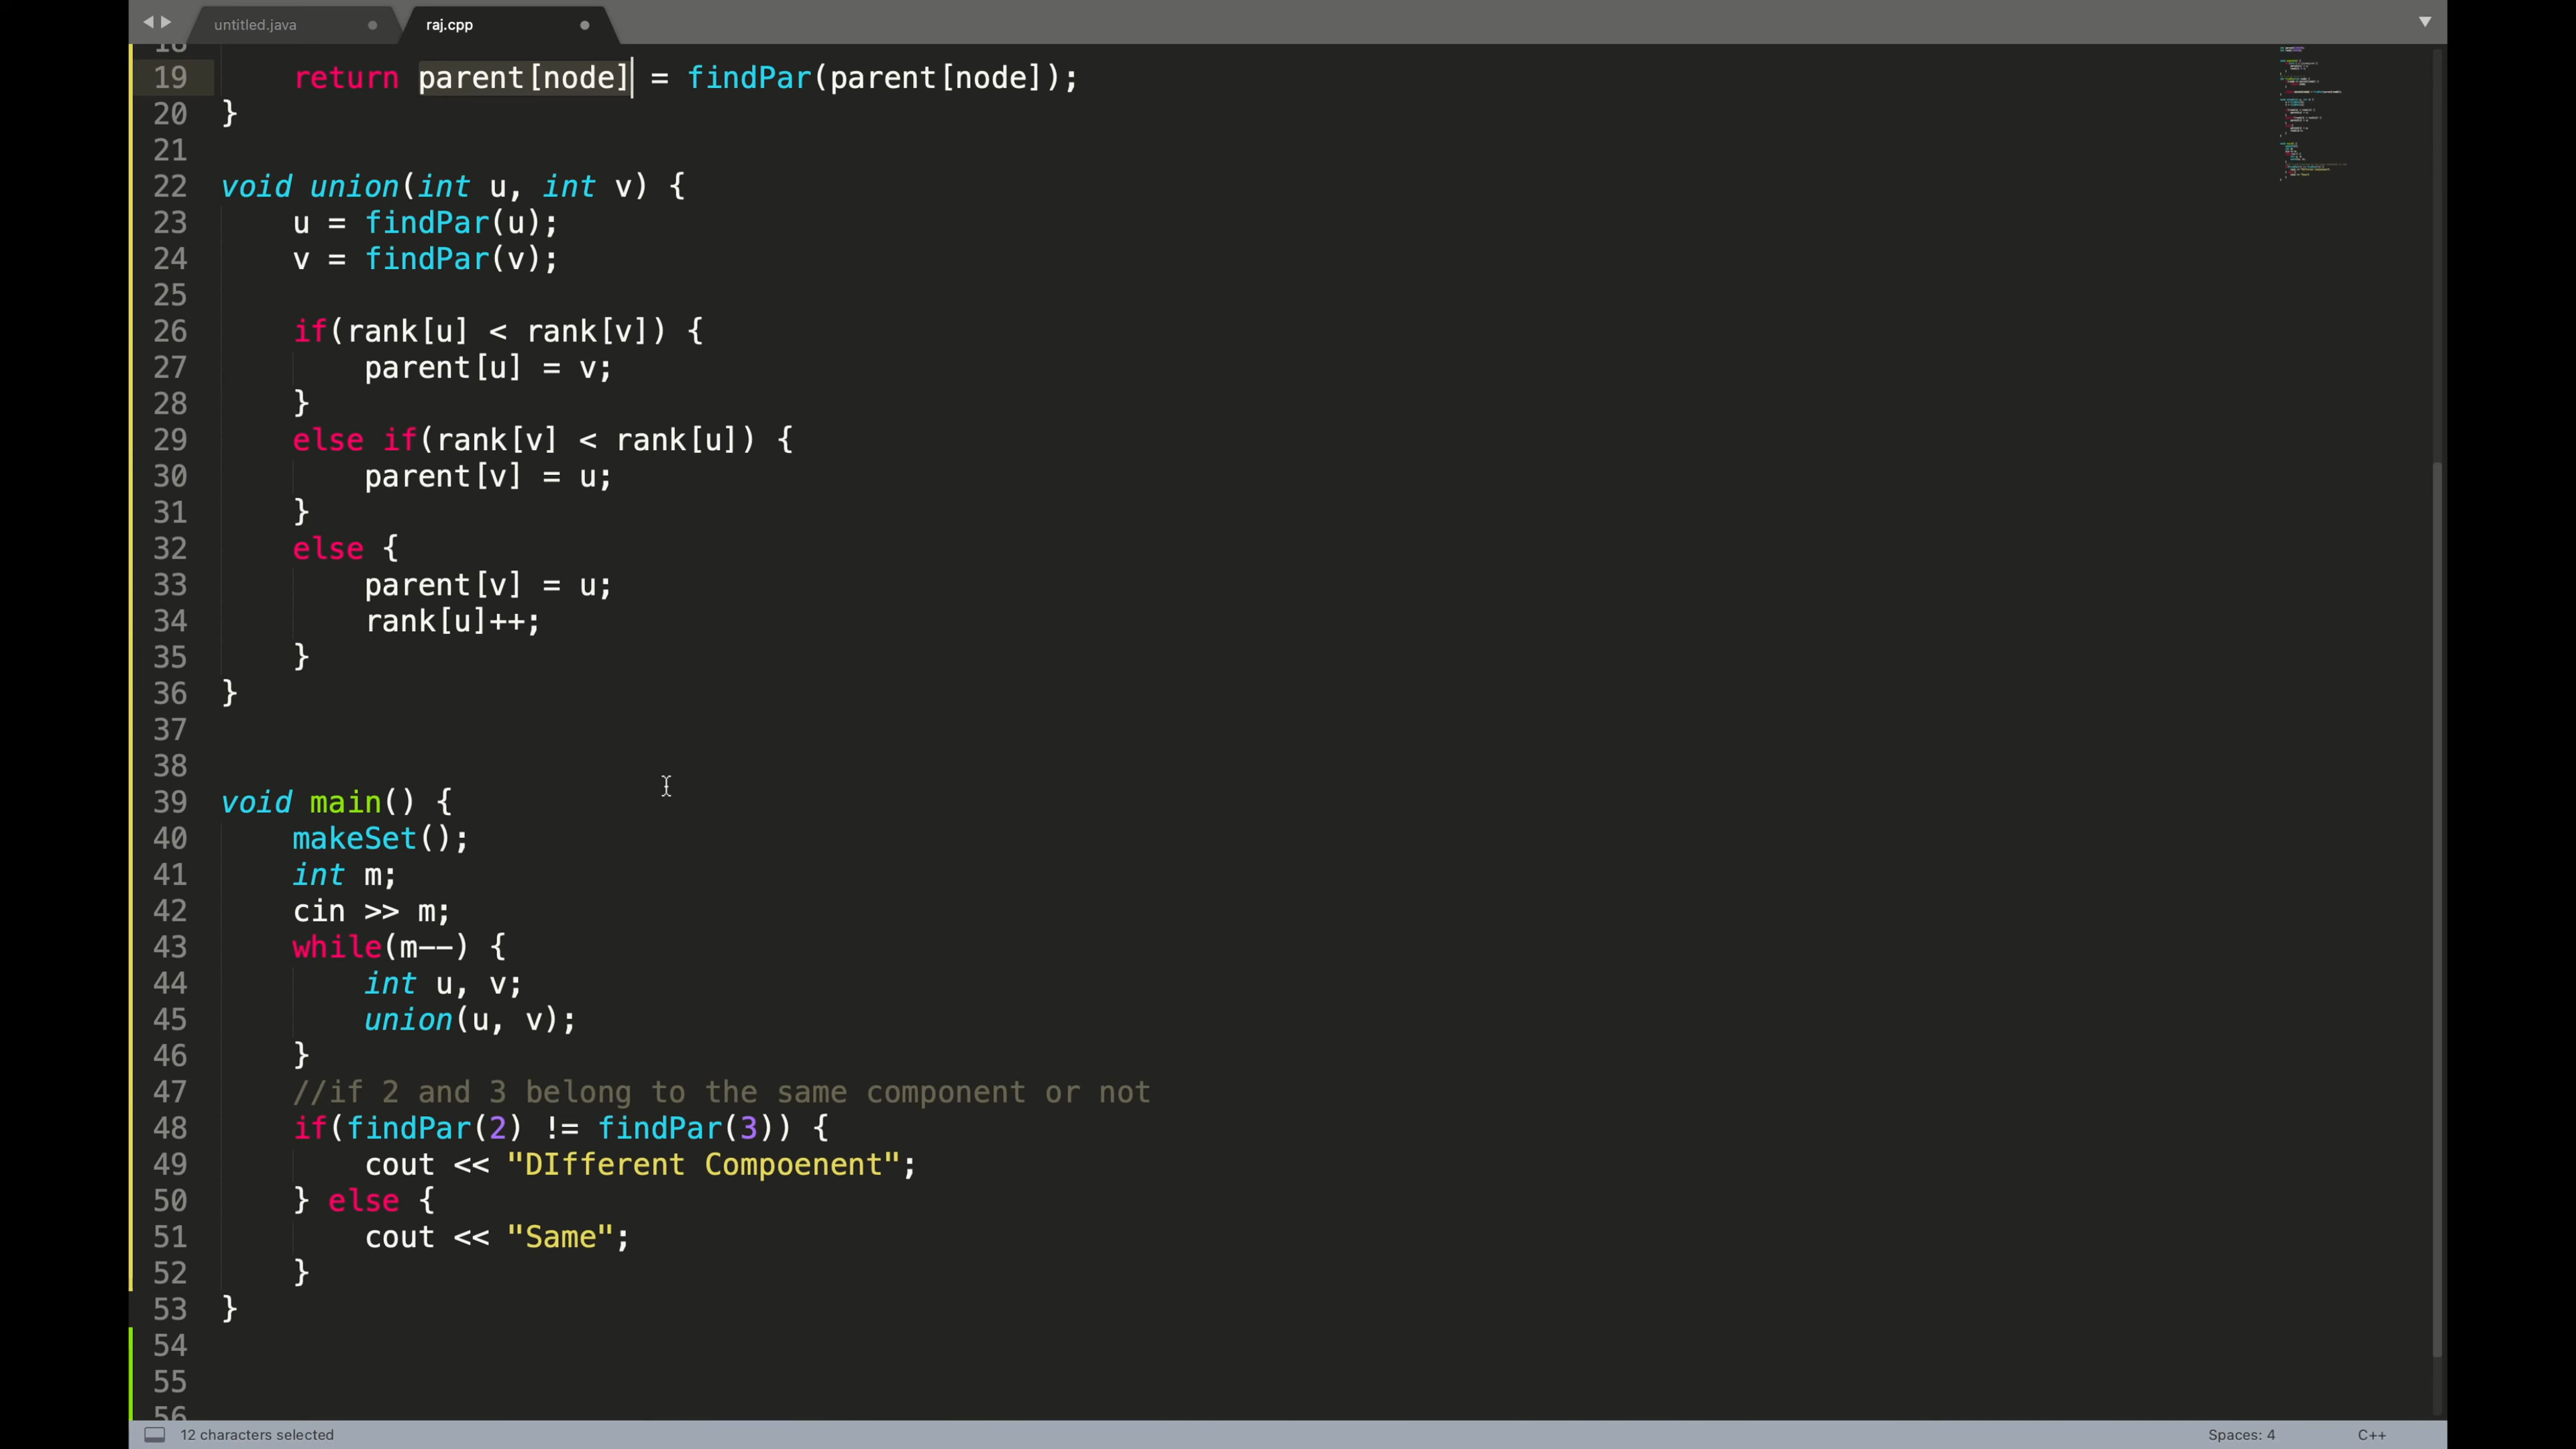 untitled.java
raj.cpp
18
19 return parent[node] = findPar(parent[node]);
20 }
21
22 void union(int u, int v) {
23 u = findPar(u);
24 v = findPar(v);
25
26 if(rank[u] < rank[v]) {
27 parent[u] = v;
28 }
29 else if(rank[v] < rank[u]) {
30 parent[v] = u;
31 }
32 else {
33 parent[v] = u;
34 rank[u]++;
35 }
36 }
37
38
39 void main() {
40 makeSet();
41 int m;
42 cin >> m;
43 while(m--) {
44 int u, v;
45 union(u, v);
46 }
47 //if 2 and 3 belong to the same component or not
48 if(findPar(2) != findPar(3)) {
49 cout << "DIfferent Compoenent";
50 } else {
51 cout << "Same";
52 }
53 }
54
55
56
12 characters selected
Spaces: 4
C++